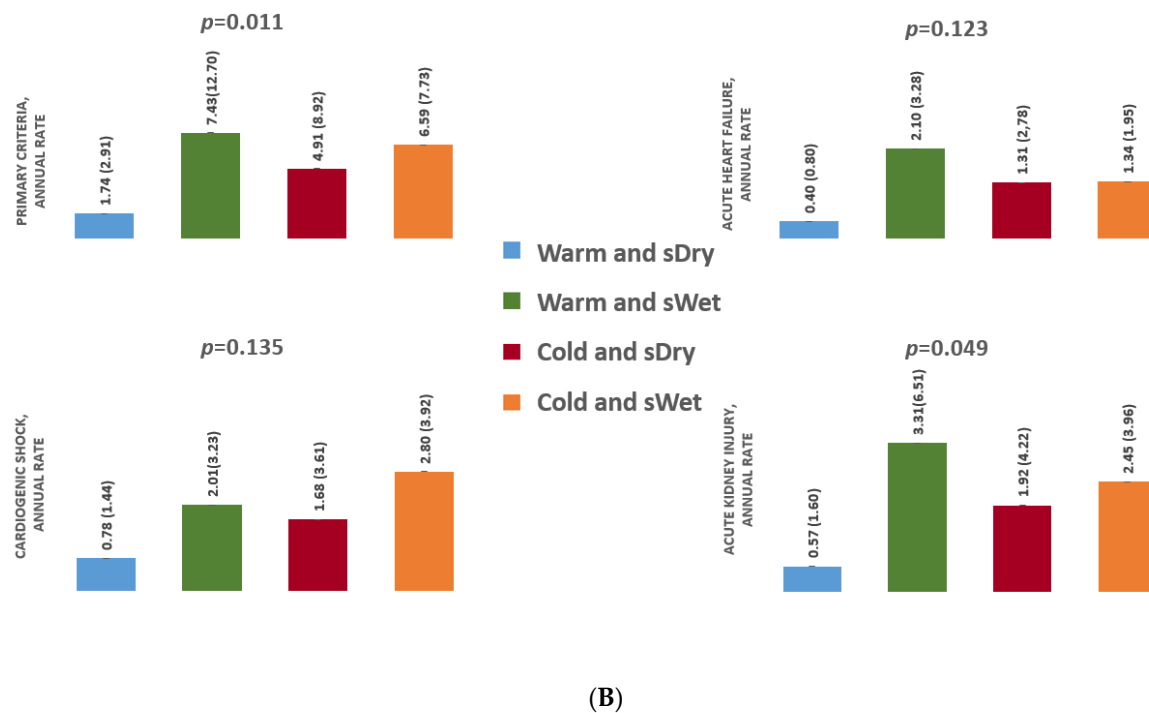 p=0.011
PRIMARY CRITERIA,
ANNUAL RATE
1.74 (2.91)
7.43(12.70)
4.91 (8.92)
6.59 (7.73)
p=0.123
ACUTE HEART FAILURE,
ANNUAL RATE
0.40 (0.80)
2.10 (3.28)
1.31 (2,78)
1.34 (1.95)
Warm and sDry
Warm and sWet
Cold and sDry
Cold and sWet
p=0.135
CARDIOGENIC SHOCK,
ANNUAL RATE
0.78 (1.44)
2.01(3.23)
1.68 (3.61)
2.80 (3.92)
p=0.049
ACUTE KIDNEY INJURY,
ANNUAL RATE
0.57 (1.60)
3.31(6.51)
1.92 (4.22)
2.45 (3.96)
(B)